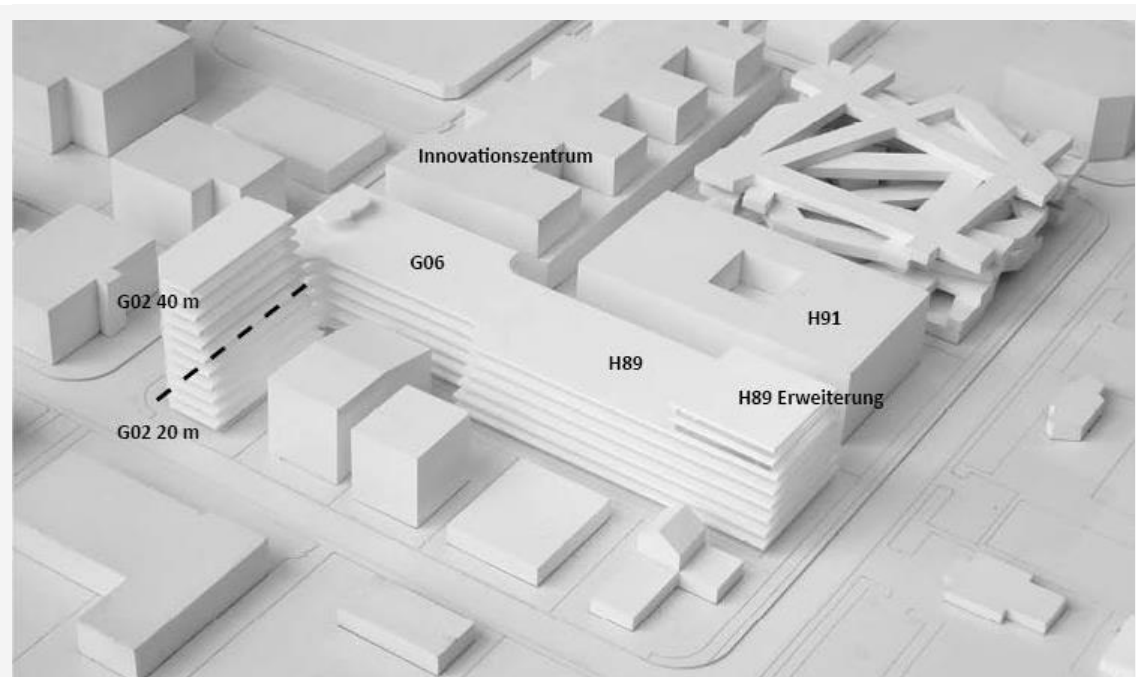 Innovationszentrum
G06
G02 40 m
H91
H89
H89 Erweiterung
G02 20 m